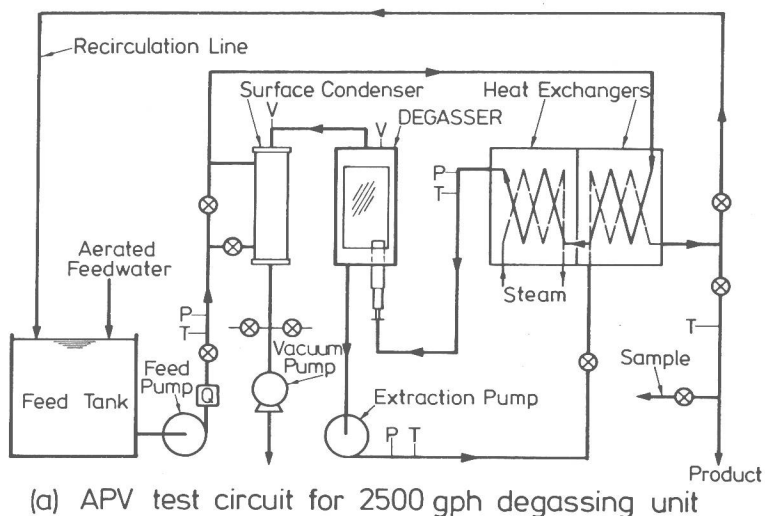 Recirculation Line
Surface Condenser
Heat Exchangers
V
V
DEGASSER
P
T
Aerated
Feedwater
Steam
P
T
T
Vacuum
Pump
Sample
Feed
Pump
Feed Tank
Q
Extraction Pump
P T
Product
(a) APV test circuit for 2500 gph degassing unit